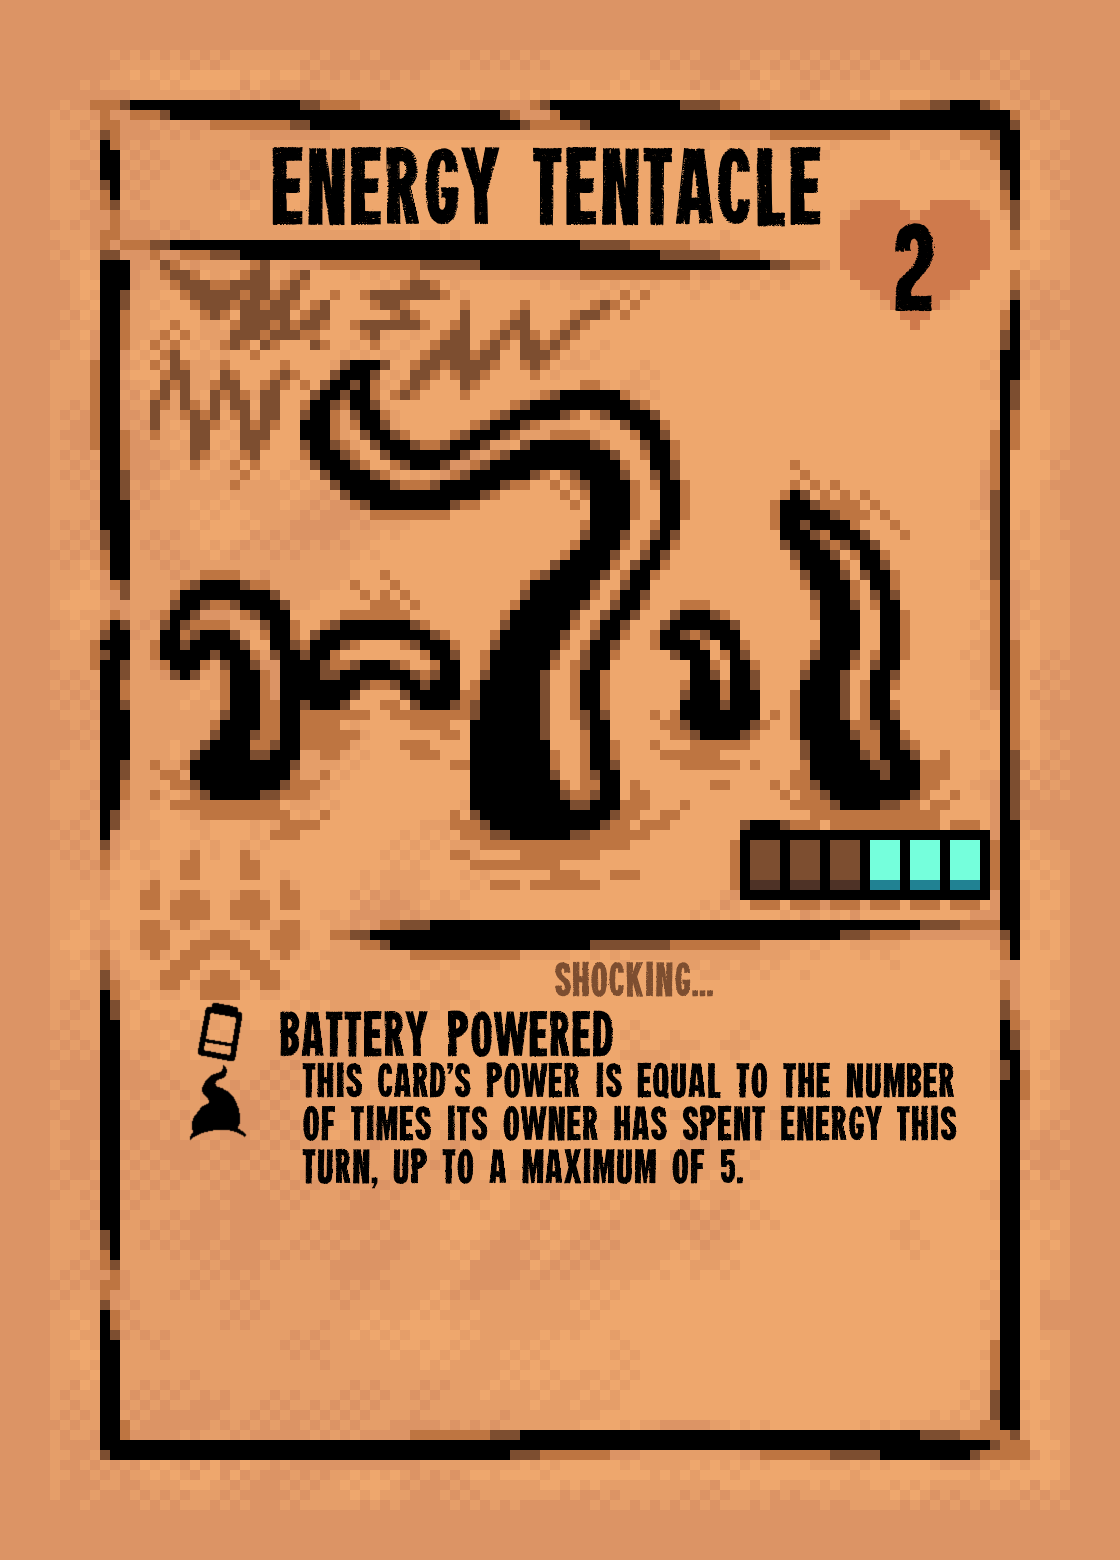 ENERGY TENTACLE
2
SHOCKING...
BATTERY POWERED
THIS CARD'S POWER IS EQUAL TO THE NUMBER
OF TIMES ITS OWNER HAS SPENT ENERGY THIS
TURN, UP TO A MAXIMUM OF 5.